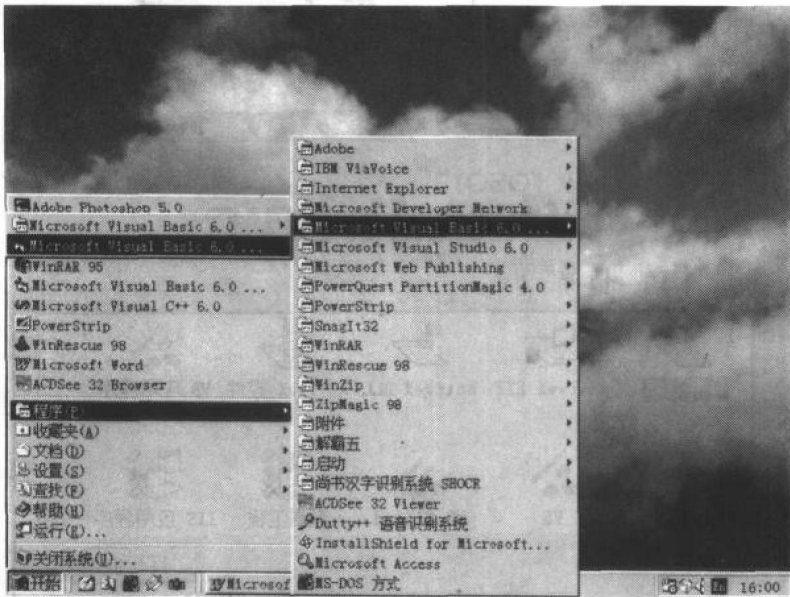 Adobe Photoshop 5.0
Microsoft Visual Basic 6.0 ...
Microsoft Visual Basic 6.0 ...
WinRAR 95
Microsoft Visual Basic 6.0 ...
Microsoft Visual C++ 6.0
PowerStrip
WinRescue 98
Microsoft Word
ACDSee 32 Browser
程序(P)
收藏夹(A)
文档(D)
设置(S)
查找(F)
帮助(H)
运行(R)...
关闭系统(U)...
Adobe
IBM ViaVoice
Internet Explorer
Microsoft Developer Network
Microsoft Visual Basic 6.0 ...
Microsoft Visual Studio 6.0
Microsoft Web Publishing
PowerQuest PartitionMagic 4.0
PowerStrip
SnagIt32
WinRAR
WinRescue 98
WinZip
ZipMagic 98
附件
解霸五
启动
尚书汉字识别系统 SHOCR
ACDSee 32 Viewer
Dutty++ 语音识别系统
InstallShield for Microsoft...
Microsoft Access
MS-DOS 方式
开始
Microsof
En
16:00